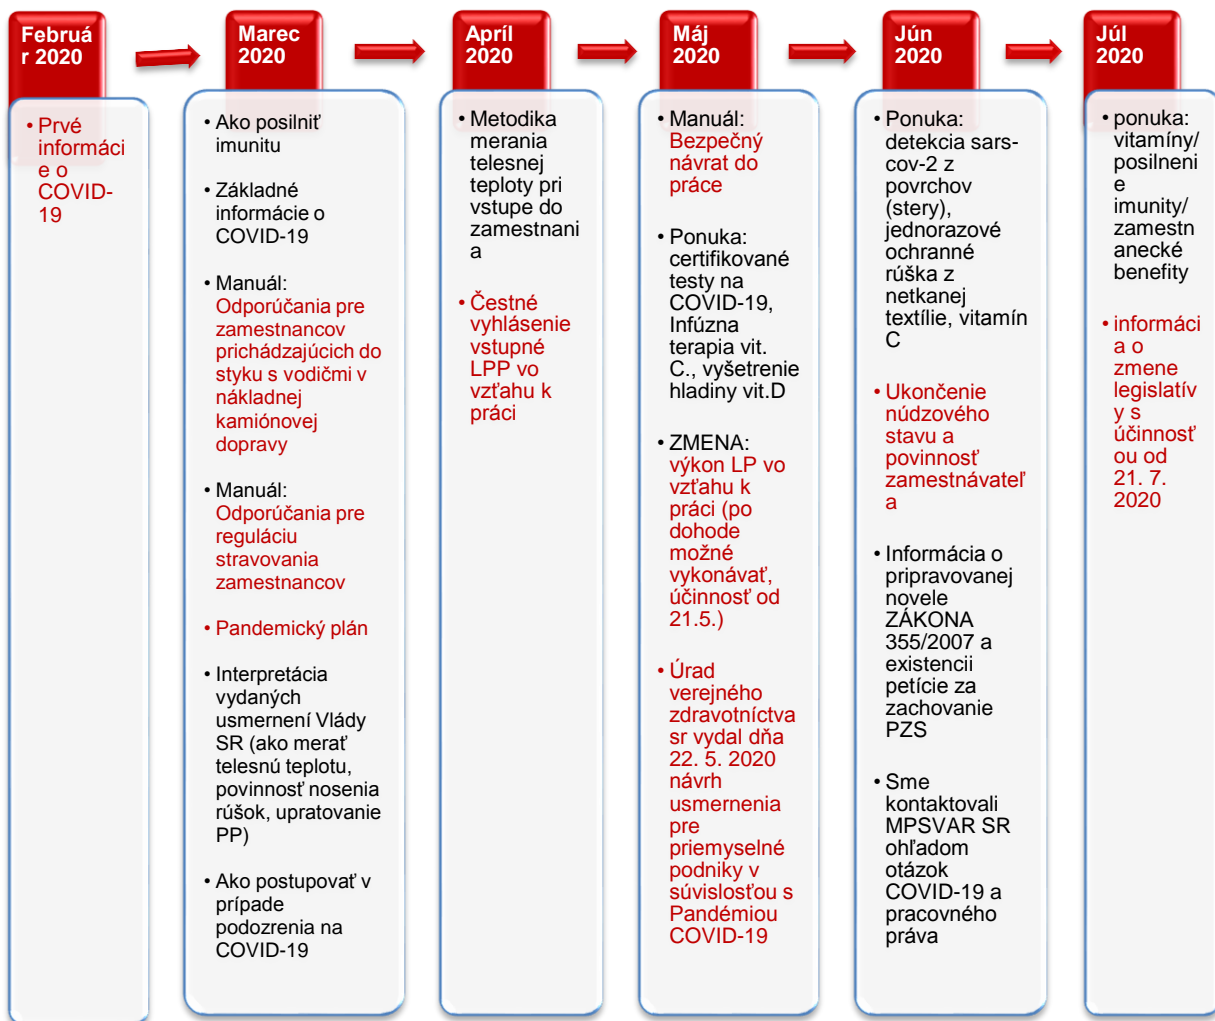 Februá
r 2020
• Prvé
informáci
e o
COVID-
19
Marec
2020
• Ako posilniť
imunitu
• Základné
informácie o
COVID-19
• Manuál:
Odporúčania pre
zamestnancov
prichádzajúcich do
styku s vodičmi v
nákladnej
kamiónovej
dopravy
• Manuál:
Odporúčania pre
reguláciu
stravovania
zamestnancov
• Pandemický plán
• Interpretácia
vydaných
usmernení Vlády
SR (ako merať
telesnú teplotu,
povinnosť nosenia
rúšok, upratovanie
PP)
• Ako postupovať v
prípade
podozrenia na
COVID-19
Apríl
2020
• Metodika
merania
telesnej
teploty pri
vstupe do
zamestnani
a
• Čestné
vyhlásenie
vstupné
LPP vo
vzťahu k
práci
Máj
2020
• Manuál:
Bezpečný
návrat do
práce
• Ponuka:
certifikované
testy na
COVID-19,
Infúzna
terapia vit.
C., vyšetrenie
hladiny vit.D
• ZMENA:
výkon LP vo
vzťahu k
práci (po
dohode
možné
vykonávať,
účinnosť od
21.5.)
• Úrad
verejného
zdravotníctva
sr vydal dňa
22. 5. 2020
návrh
usmernenia
pre
priemyselné
podniky v
súvislosťou s
Pandémiou
COVID-19
Jún
2020
• Ponuka:
detekcia sars-
cov-2 z
povrchov
(stery),
jednorazové
ochranné
rúška z
netkanej
textílie, vitamín
C
• Ukončenie
núdzového
stavu a
povinnosť
zamestnávateľ
a
• Informácia o
pripravovanej
novele
ZÁKONA
355/2007 a
existencii
petície za
zachovanie
PZS
• Sme
kontaktovali
MPSVAR SR
ohľadom
otázok
COVID-19 a
pracovného
práva
Júl
2020
• ponuka:
vitamíny/
posilneni
e
imunity/
zamestn
anecké
benefity
• informáci
a o
zmene
legislatí
vy s
účinnosť
ou od
21. 7.
2020